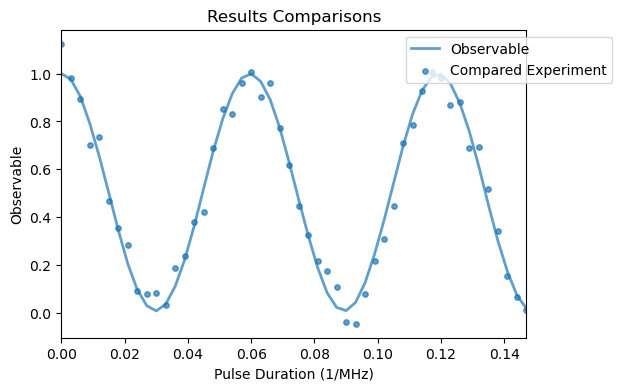 Results Comparisons
Observable
Compared Experiment
Observable
1.0
0.8
0.6
0.4
0.2
0.0
0.00 0.02 0.04 0.06 0.08 0.10 0.12 0.14
Pulse Duration (1/MHz)